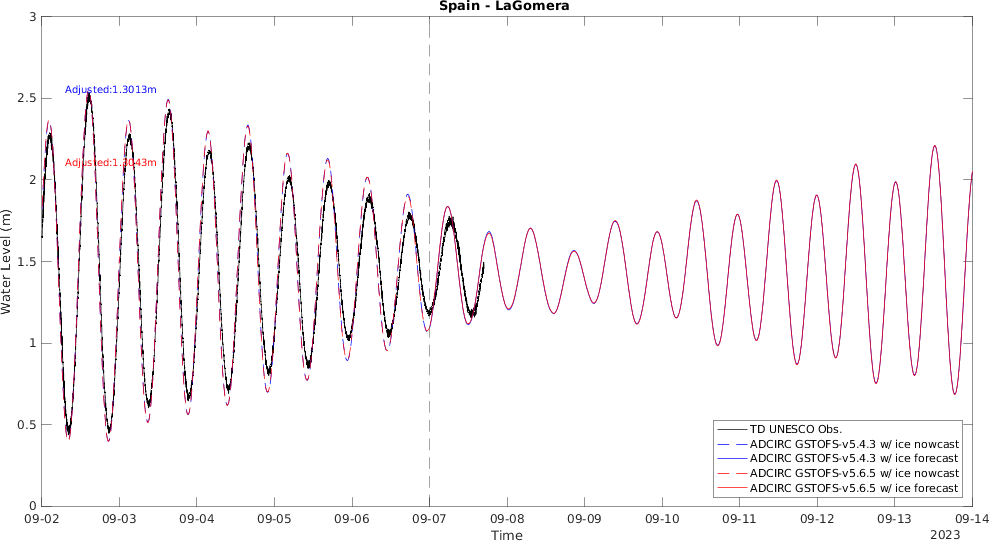 Spain - LaGomera
3
2.5
2
1.5
1
0.5
0
Water Level (m)
Adjusted:1.3013m
Adjusted:1.3043m
TD UNESCO Obs.
ADCIRC GSTOFS-v5.4.3 w/ ice nowcast
ADCIRC GSTOFS-v5.4.3 w/ ice forecast
ADCIRC GSTOFS-v5.6.5 w/ ice nowcast
ADCIRC GSTOFS-v5.6.5 w/ ice forecast
09-02 09-03 09-04 09-05 09-06 09-07 09-08 09-09 09-10 09-11 09-12 09-13 09-14
Time
2023